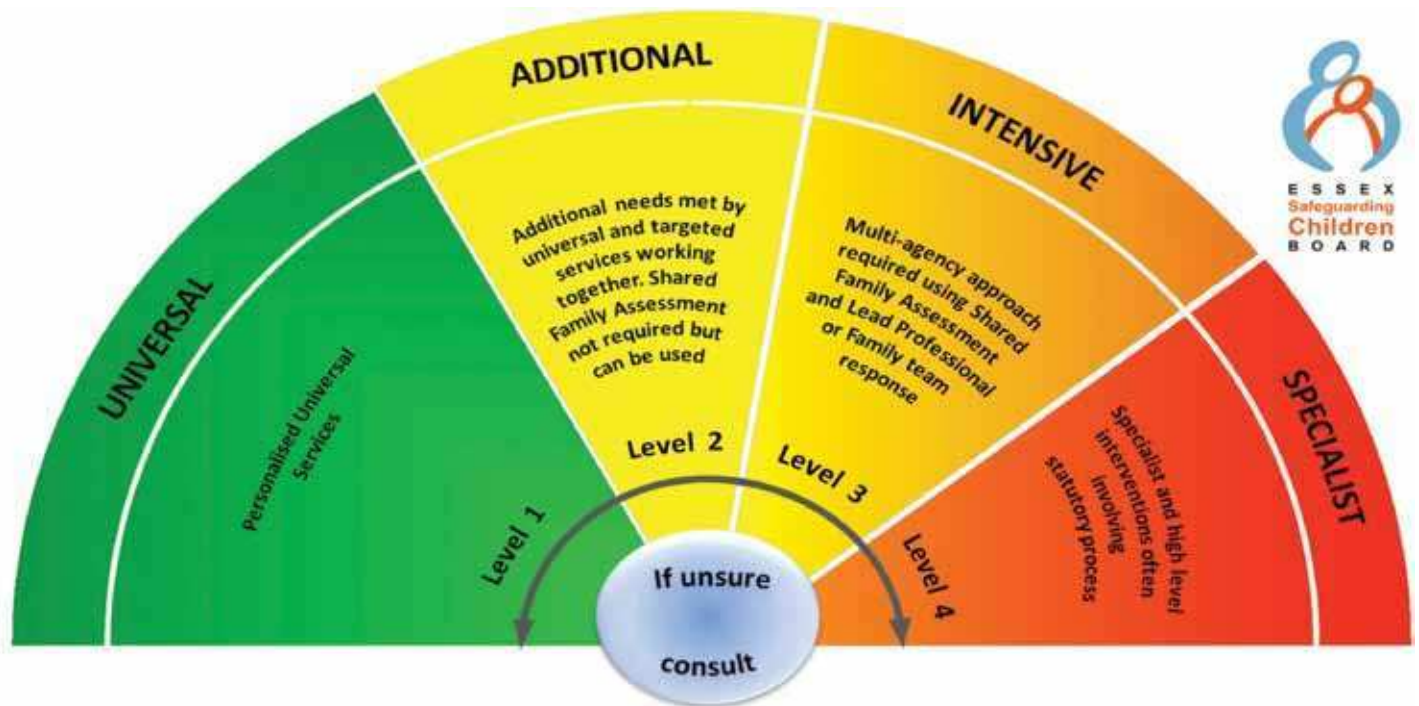 UNIVERSAL
Personalised Universal
Services
Level 1
ADDITIONAL
Additional needs met by
universal and targeted
services working
together. Shared
Family Assessment
not required but
can be used
Level 2
INTENSIVE
Multi-agency approach
required using Shared
Family Assessment
and Lead Professional
or Family team
response
Level 3
SPECIALIST
Specialist and high level
interventions often
involving
statutory process
Level 4
If unsure
consult
ESSEX
Safeguarding
Children
BOARD